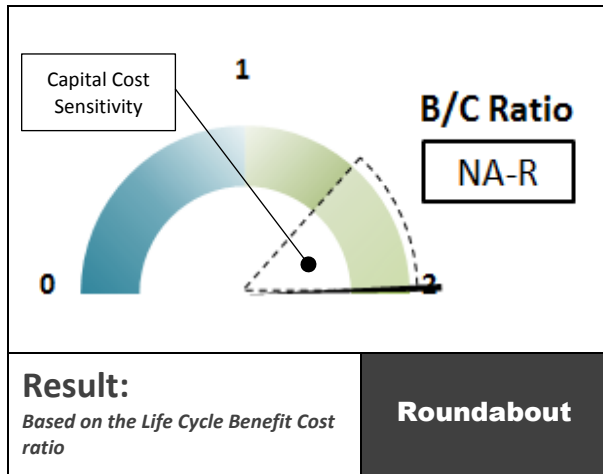 Capital Cost
Sensitivity
1
B/C Ratio
NA-R
0
2
Result:
Based on the Life Cycle Benefit Cost
ratio
Roundabout